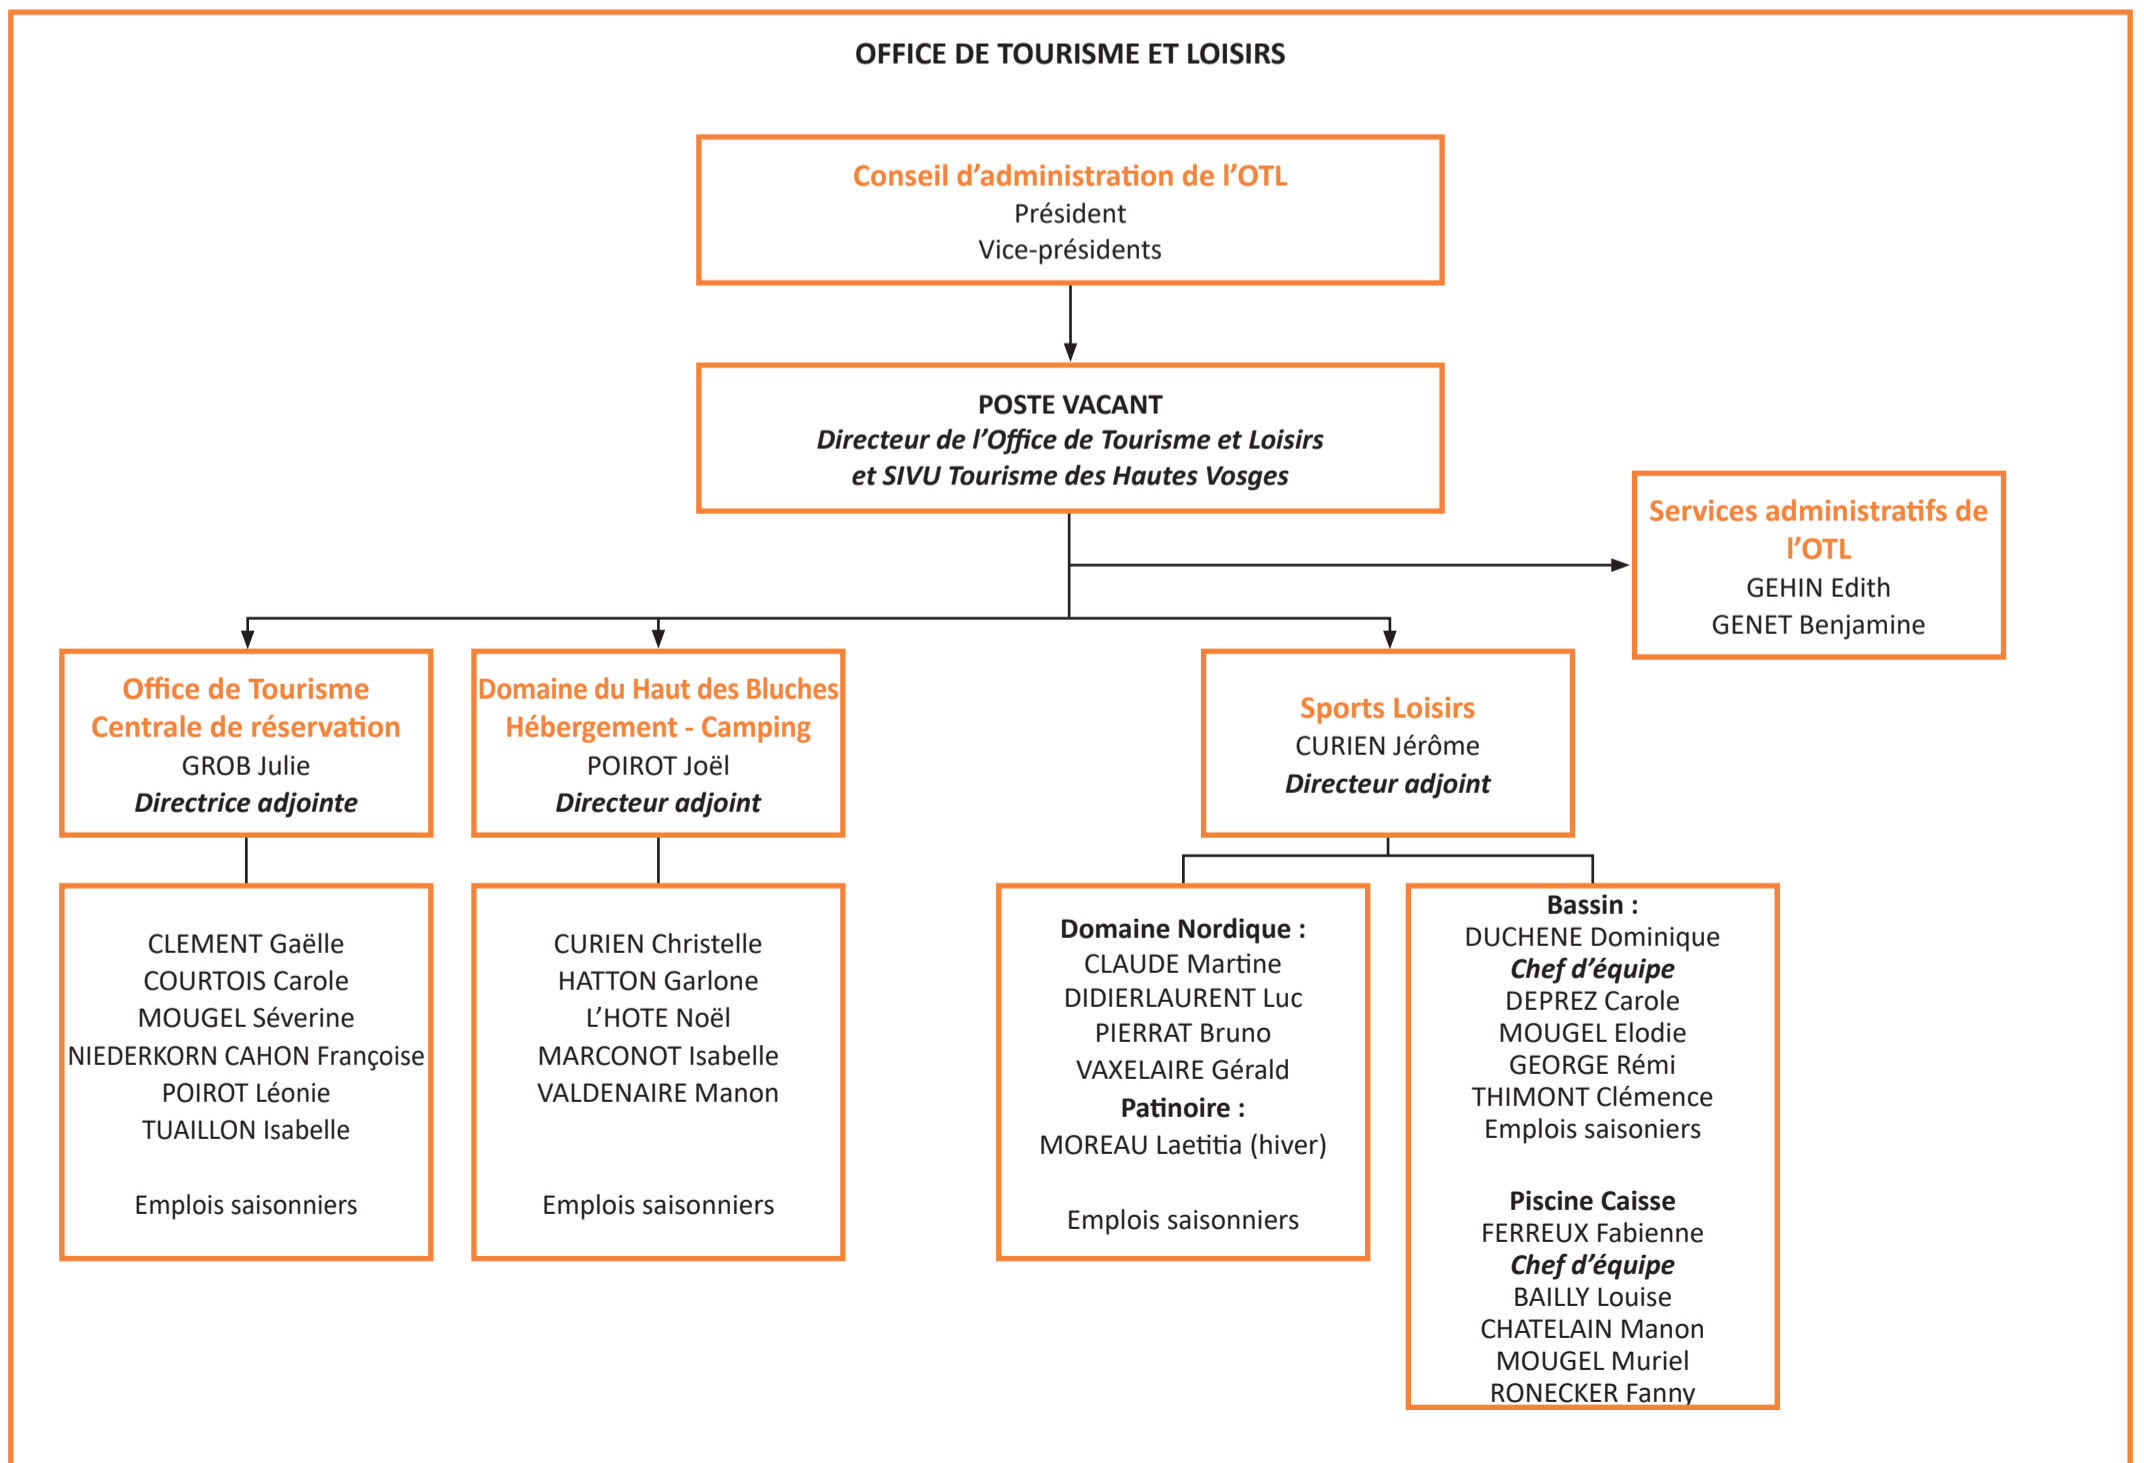 OFFICE DE TOURISME ET LOISIRS
Conseil d’administration de l’OTL
Président
Vice-présidents
POSTE VACANT
Directeur de l’Office de Tourisme et Loisirs
et SIVU Tourisme des Hautes Vosges
Services administratifs de
l’OTL
GEHIN Edith
GENET Benjamine
Office de Tourisme
Centrale de réservation
GROB Julie
Directrice adjointe
Domaine du Haut des Bluches
Hébergement - Camping
POIROT Joël
Directeur adjoint
Sports Loisirs
CURIEN Jérôme
Directeur adjoint
CLEMENT Gaëlle
COURTOIS Carole
MOUGEL Séverine
NIEDERKORN CAHON Françoise
POIROT Léonie
TUAILLON Isabelle
Emplois saisonniers
CURIEN Christelle
HATTON Garlone
L’HOTE Noël
MARCONOT Isabelle
VALDENAIRE Manon
Emplois saisonniers
Domaine Nordique :
CLAUDE Martine
DIDIERLAURENT Luc
PIERRAT Bruno
VAXELAIRE Gérald
Patinoire :
MOREAU Laetitia (hiver)
Emplois saisonniers
Bassin :
DUCHENE Dominique
Chef d’équipe
DEPREZ Carole
MOUGEL Elodie
GEORGE Rémi
THIMONT Clémence
Emplois saisoniers
Piscine Caisse
FERREUX Fabienne
Chef d’équipe
BAILLY Louise
CHATELAIN Manon
MOUGEL Muriel
RONECKER Fanny